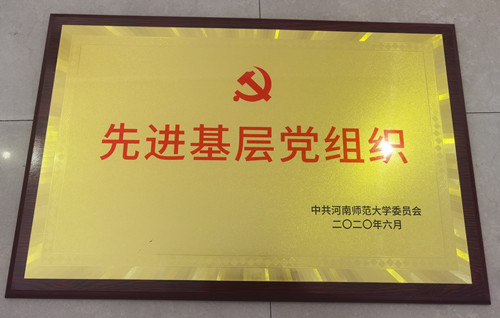 先进基层党组织
中共河南师范大学委员会
二〇二〇年六月